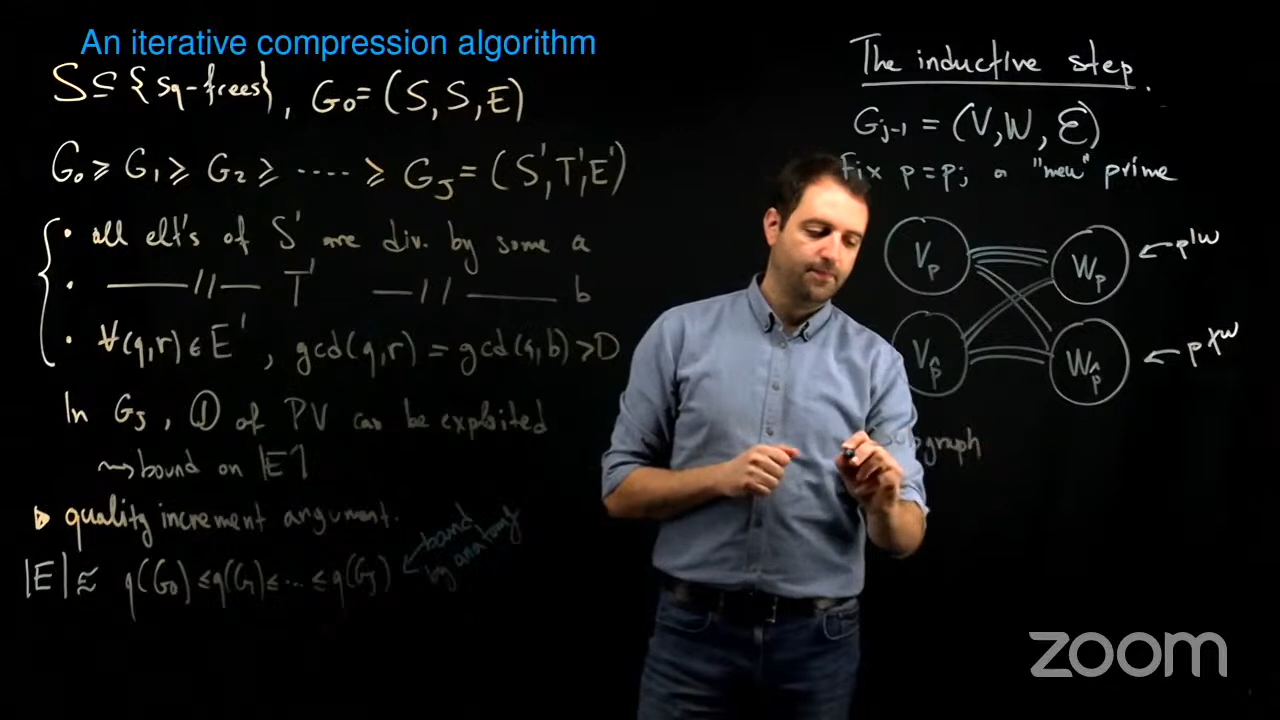 An iterative compression algorithm
S ⊆ {sq-frees}, G₀ = (S, S, E)
G₀ ≥ G₁ ≥ G₂ ≥ ····· ≥ G_J = (S', T', E')
• all elt's of S' are div. by some a
• ——//— T' —//—— b
• ∀(q,r) ∈ E', gcd(q,r) = gcd(a,b) > D
In G_J, ① of PV can be exploited
⇝ bound on |E'|
▷ quality increment argument.
|E| ≲ q(G₀) ≤ q(G₁) ≤ ... ≤ q(G_J) ← bound by anatomy
The inductive step.
G_{j-1} = (V, W, ℰ)
Fix p = p_j a "new" prime
V_p W_p ← p|w
V_p̂ W_p̂ ← p∤w
subgraph
zoom